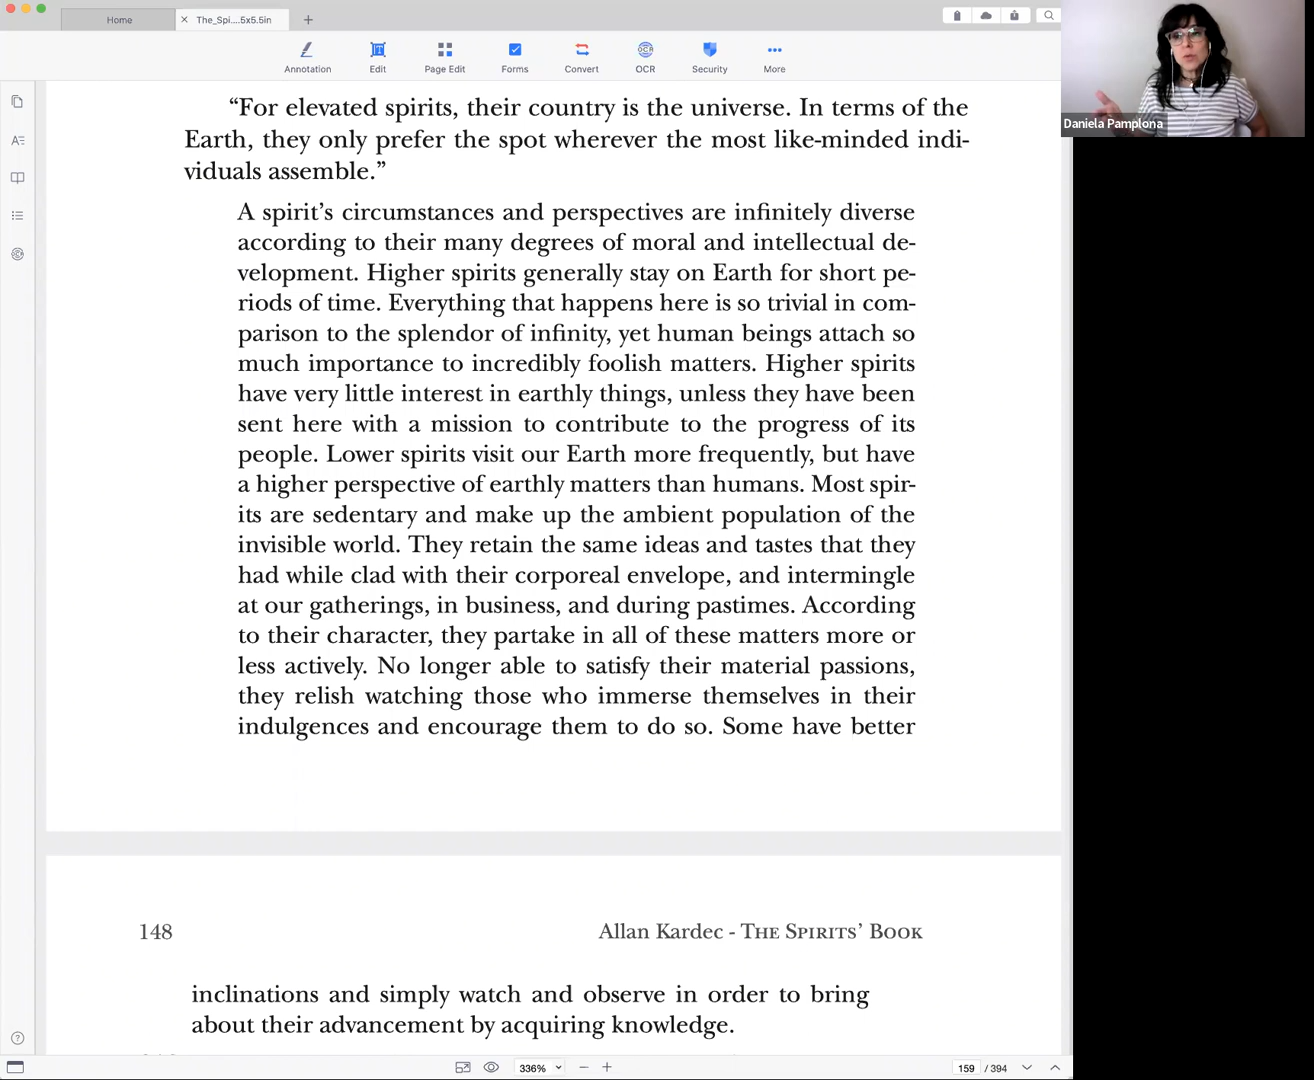 Home
The_Spi....5x5.5in
Annotation
Edit
Page Edit
Forms
Convert
OCR
OCR
Security
More
Daniela Pamplona
“For elevated spirits, their country is the universe. In terms of the
Earth, they only prefer the spot wherever the most like-minded indi-
viduals assemble.”
A spirit’s circumstances and perspectives are infinitely diverse
according to their many degrees of moral and intellectual de-
velopment. Higher spirits generally stay on Earth for short pe-
riods of time. Everything that happens here is so trivial in com-
parison to the splendor of infinity, yet human beings attach so
much importance to incredibly foolish matters. Higher spirits
have very little interest in earthly things, unless they have been
sent here with a mission to contribute to the progress of its
people. Lower spirits visit our Earth more frequently, but have
a higher perspective of earthly matters than humans. Most spir-
its are sedentary and make up the ambient population of the
invisible world. They retain the same ideas and tastes that they
had while clad with their corporeal envelope, and intermingle
at our gatherings, in business, and during pastimes. According
to their character, they partake in all of these matters more or
less actively. No longer able to satisfy their material passions,
they relish watching those who immerse themselves in their
indulgences and encourage them to do so. Some have better
148
Allan Kardec - THE SPIRITS’ BOOK
inclinations and simply watch and observe in order to bring
about their advancement by acquiring knowledge.
336%
159 / 394